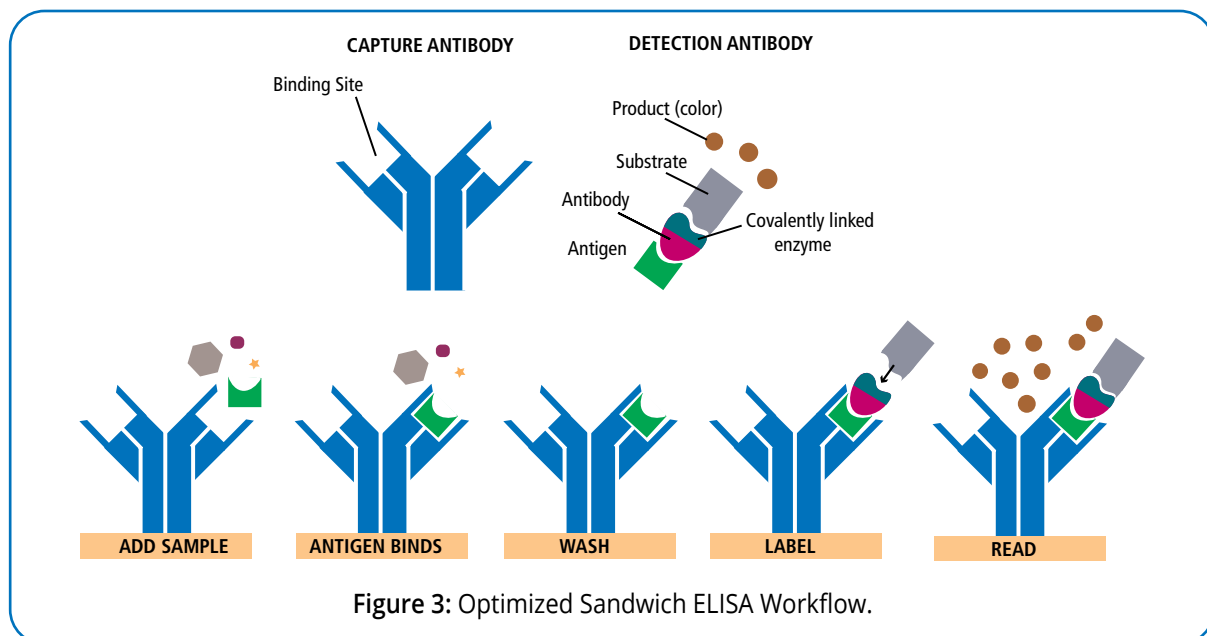 CAPTURE ANTIBODY
DETECTION ANTIBODY
Binding Site
Product (color)
Substrate
Antibody
Covalently linked
enzyme
Antigen
ADD SAMPLE
ANTIGEN BINDS
WASH
LABEL
READ
Figure 3: Optimized Sandwich ELISA Workflow.